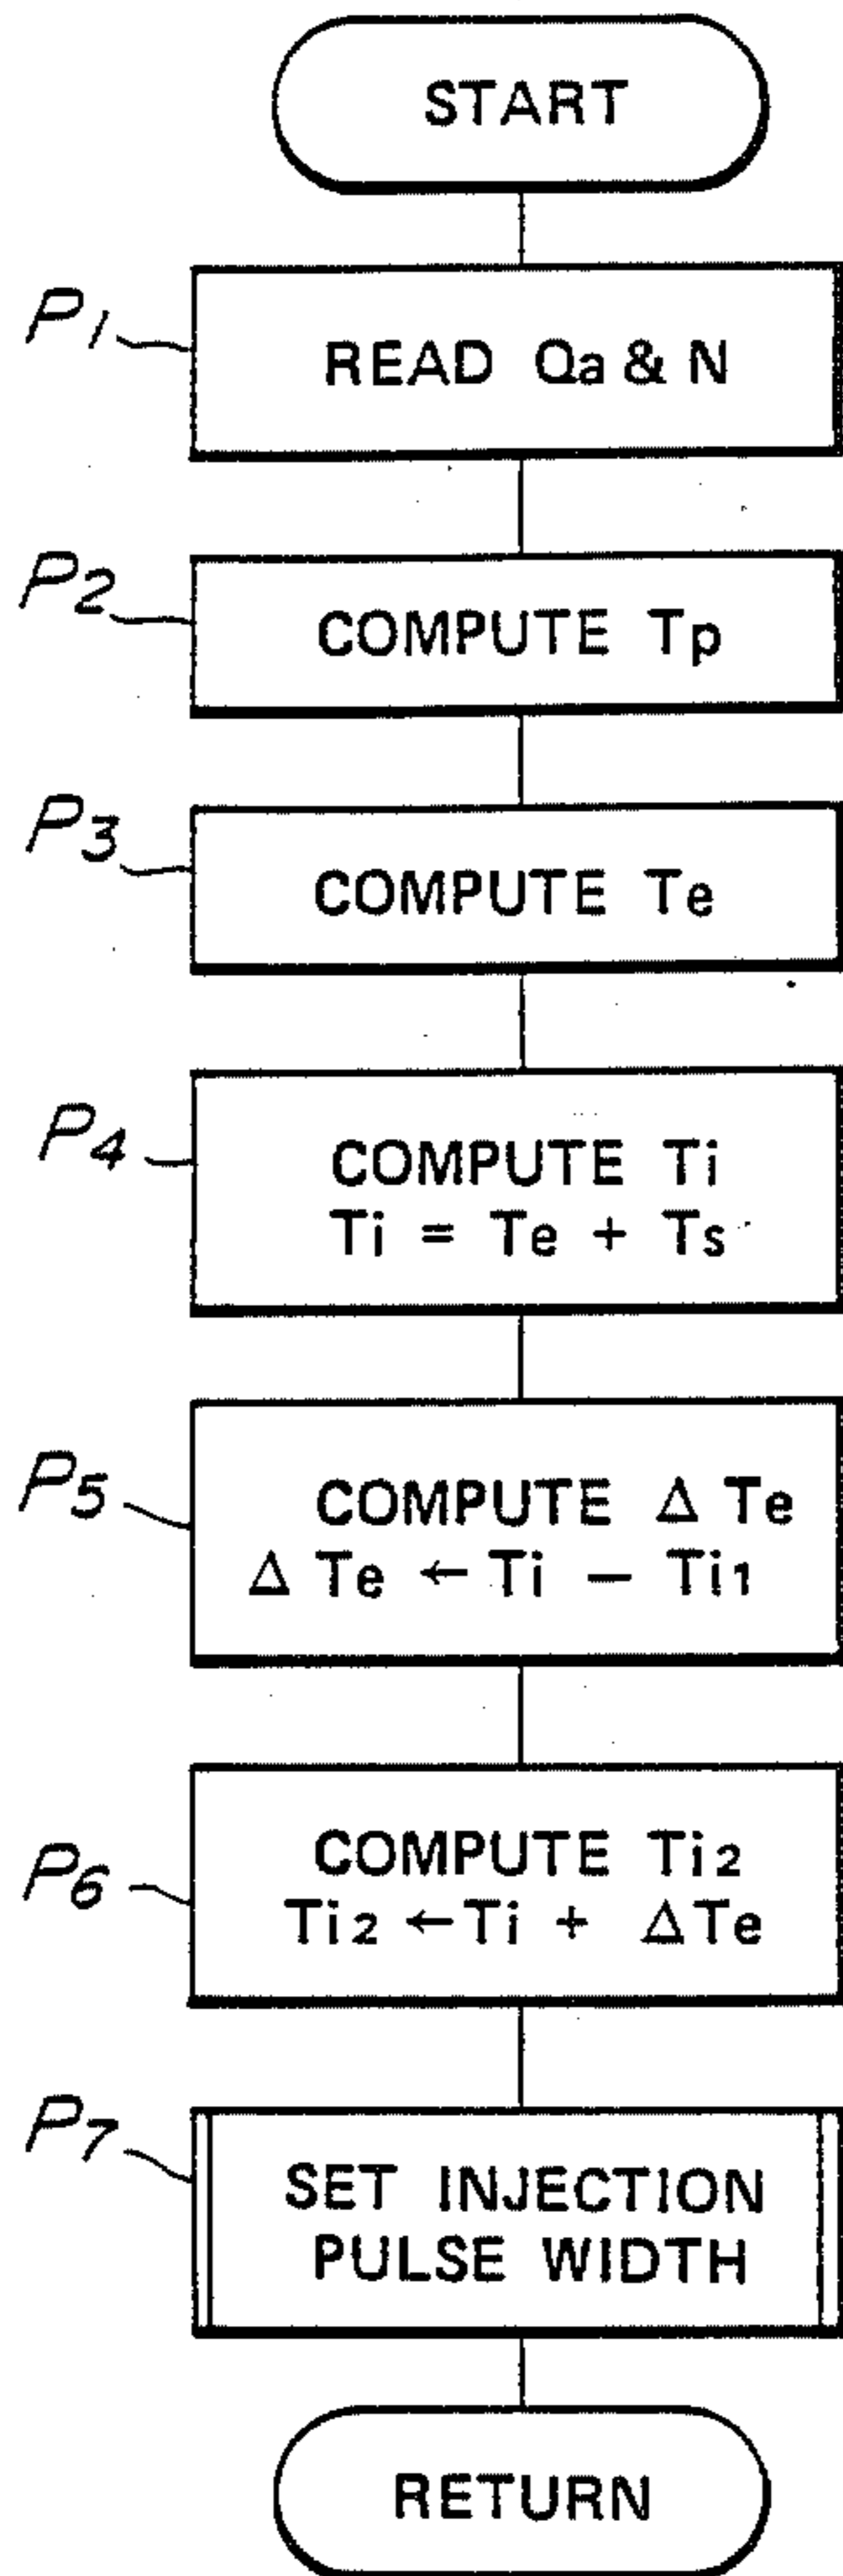 START
P1
READ Qa & N
P2
COMPUTE Tp
P3
COMPUTE Te
P4
COMPUTE Ti
Ti = Te + Ts
P5
COMPUTE Δ Te
Δ Te ← Ti − Ti1
P6
COMPUTE Ti2
Ti2 ← Ti + ΔTe
P7
SET INJECTION
PULSE WIDTH
RETURN